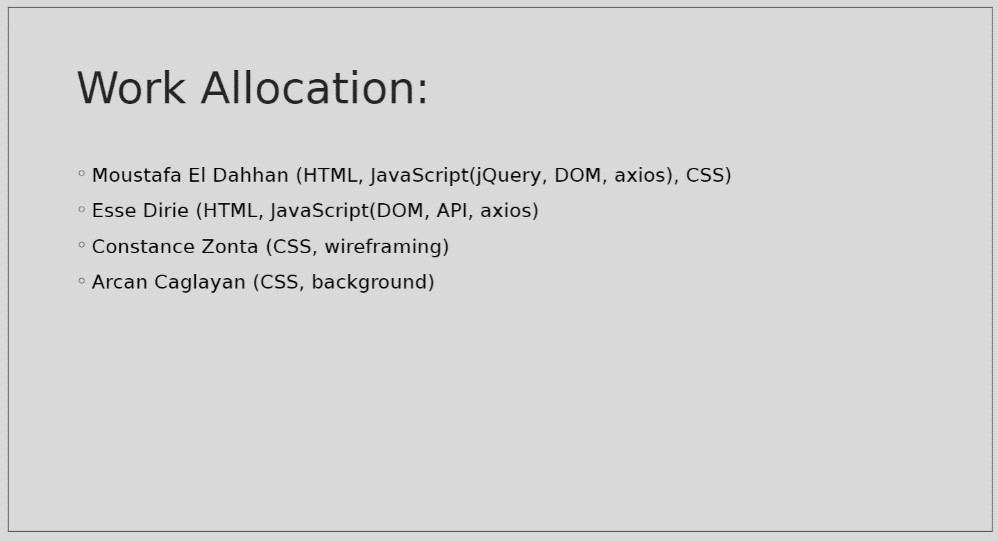 Work Allocation:
◦ Moustafa El Dahhan (HTML, JavaScript(jQuery, DOM, axios), CSS)
◦ Esse Dirie (HTML, JavaScript(DOM, API, axios)
◦ Constance Zonta (CSS, wireframing)
◦ Arcan Caglayan (CSS, background)